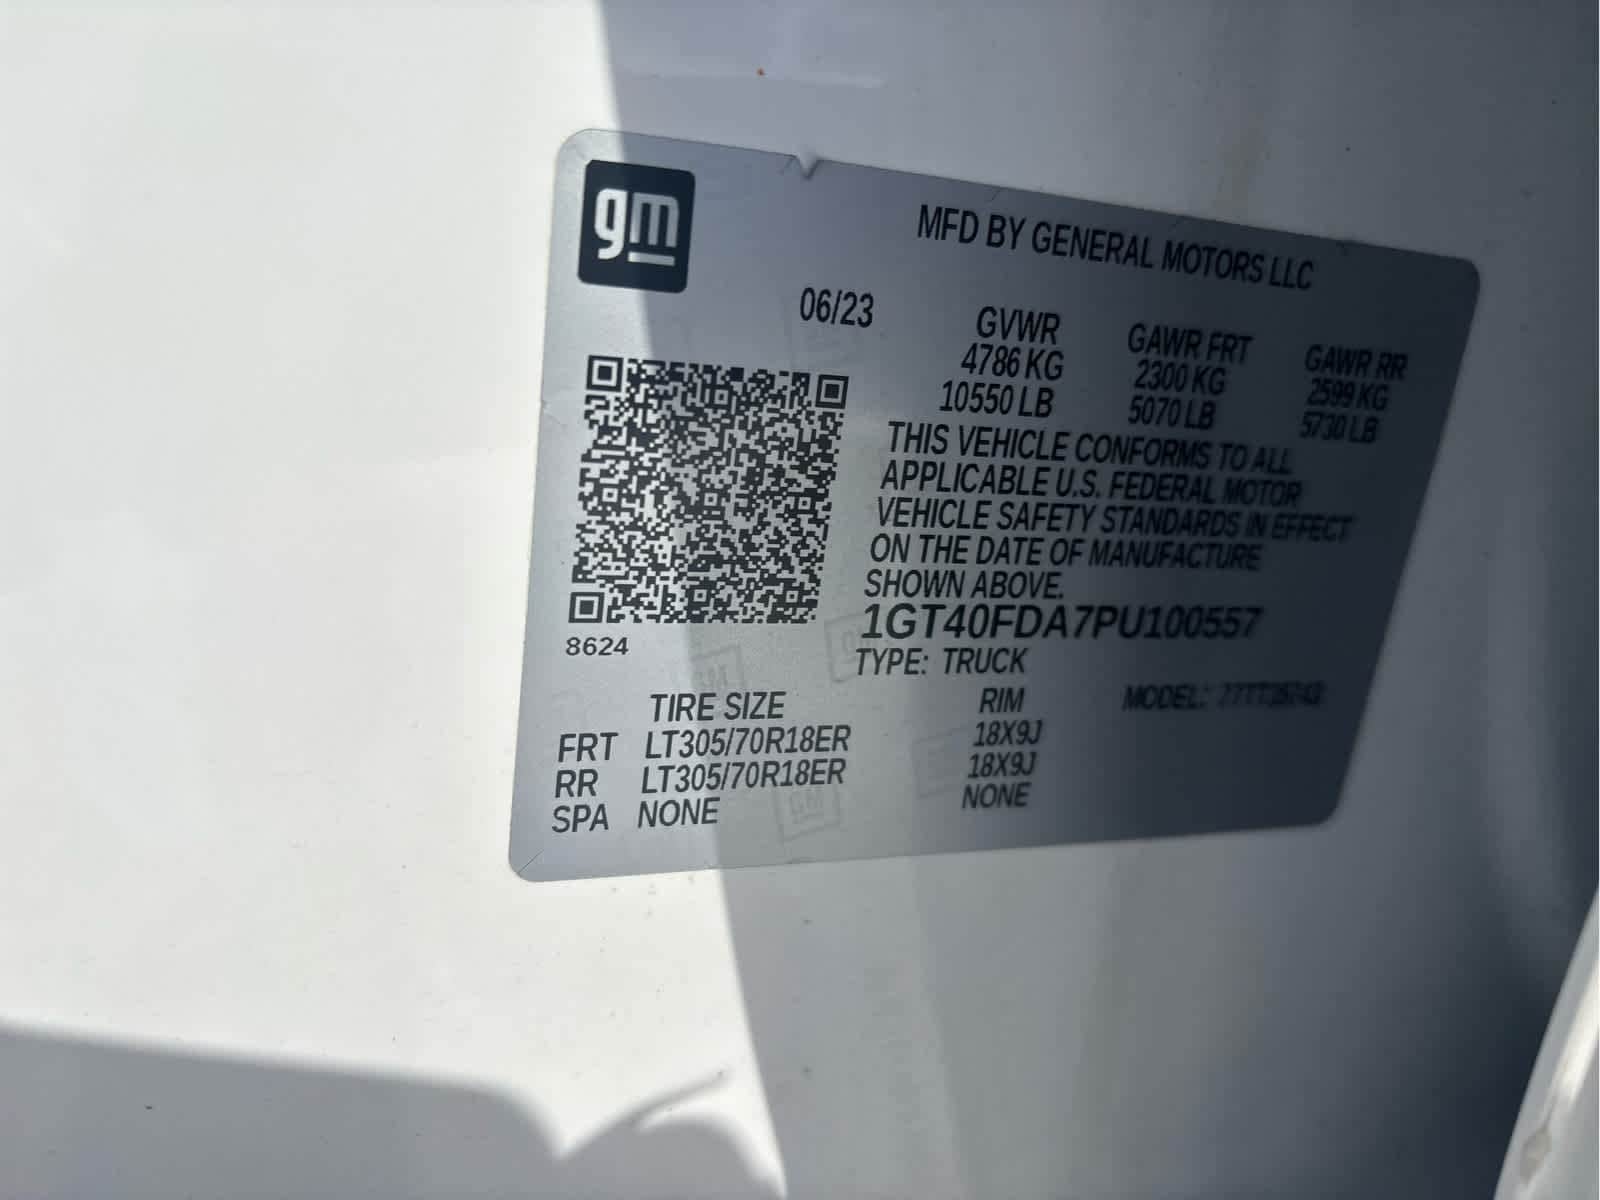 gm
MFD BY GENERAL MOTORS LLC
06/23 GVWR GAWR FRT GAWR RR
4786 KG 2300 KG 2599 KG
10550 LB 5070 LB 5730 LB
THIS VEHICLE CONFORMS TO ALL
APPLICABLE U.S. FEDERAL MOTOR
VEHICLE SAFETY STANDARDS IN EFFECT
ON THE DATE OF MANUFACTURE
SHOWN ABOVE.
1GT40FDA7PU100557
8624
TYPE: TRUCK MODEL:
TIRE SIZE RIM
FRT LT305/70R18ER 18X9J
RR LT305/70R18ER 18X9J
SPA NONE NONE